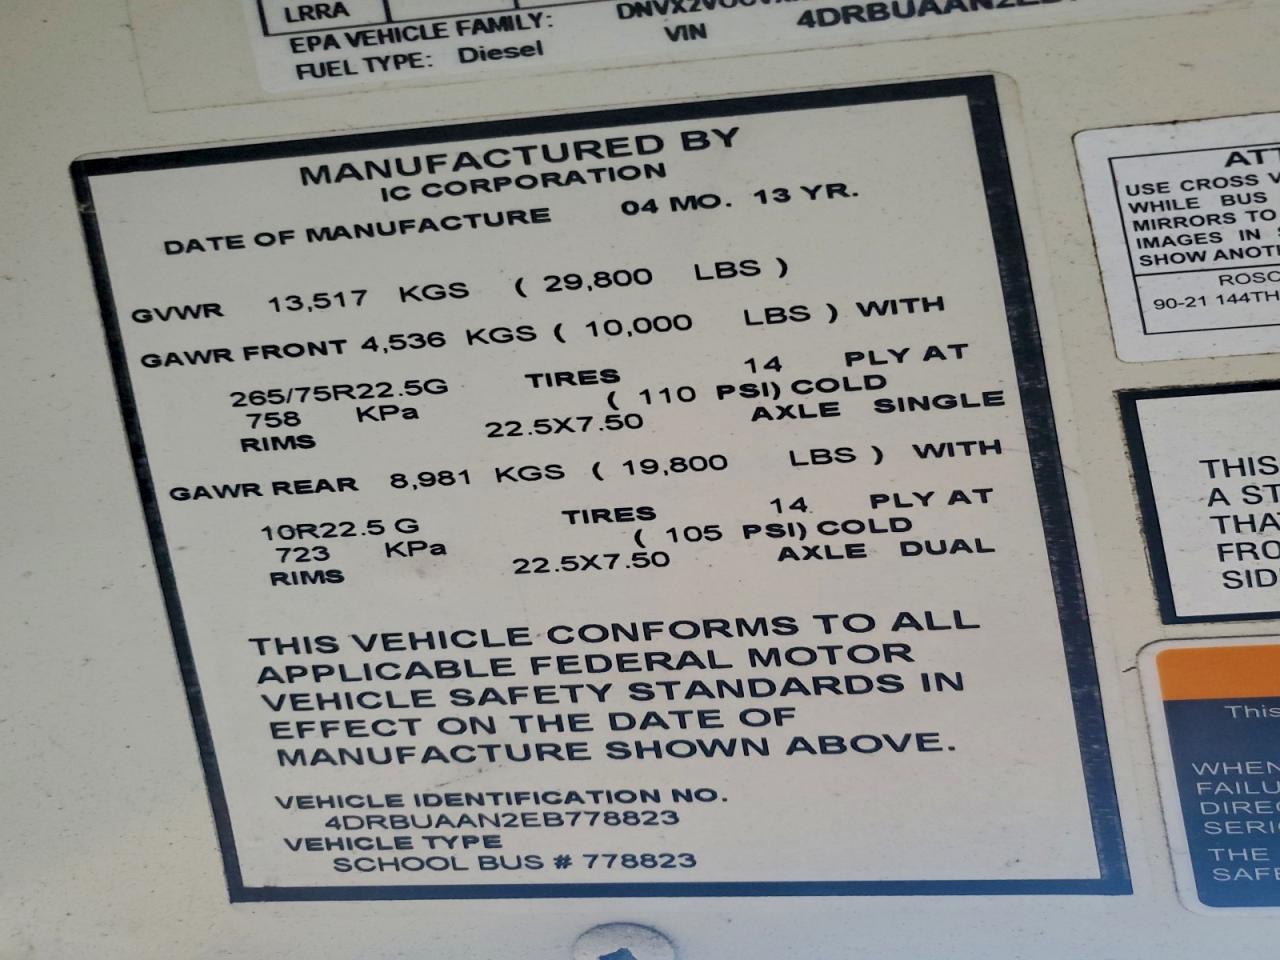 LRRA
EPA VEHICLE FAMILY:
FUEL TYPE: Diesel
VIN
MANUFACTURED BY
IC CORPORATION
DATE OF MANUFACTURE 04 MO. 13 YR.
GVWR 13,517 KGS ( 29,800 LBS )
GAWR FRONT 4,536 KGS ( 10,000 LBS ) WITH
265/75R22.5G TIRES 14 PLY AT
758 KPa ( 110 PSI) COLD
RIMS 22.5X7.50 AXLE SINGLE
GAWR REAR 8,981 KGS ( 19,800 LBS ) WITH
10R22.5 G TIRES 14 PLY AT
723 KPa ( 105 PSI) COLD
RIMS 22.5X7.50 AXLE DUAL
THIS VEHICLE CONFORMS TO ALL
APPLICABLE FEDERAL MOTOR
VEHICLE SAFETY STANDARDS IN
EFFECT ON THE DATE OF
MANUFACTURE SHOWN ABOVE.
VEHICLE IDENTIFICATION NO.
4DRBUAAN2EB778823
VEHICLE TYPE
SCHOOL BUS # 778823
USE CROSS
WHILE BUS
MIRRORS TO
IMAGES IN
SHOW
90-21
THIS
A
SIDE
This
WHEN
THE